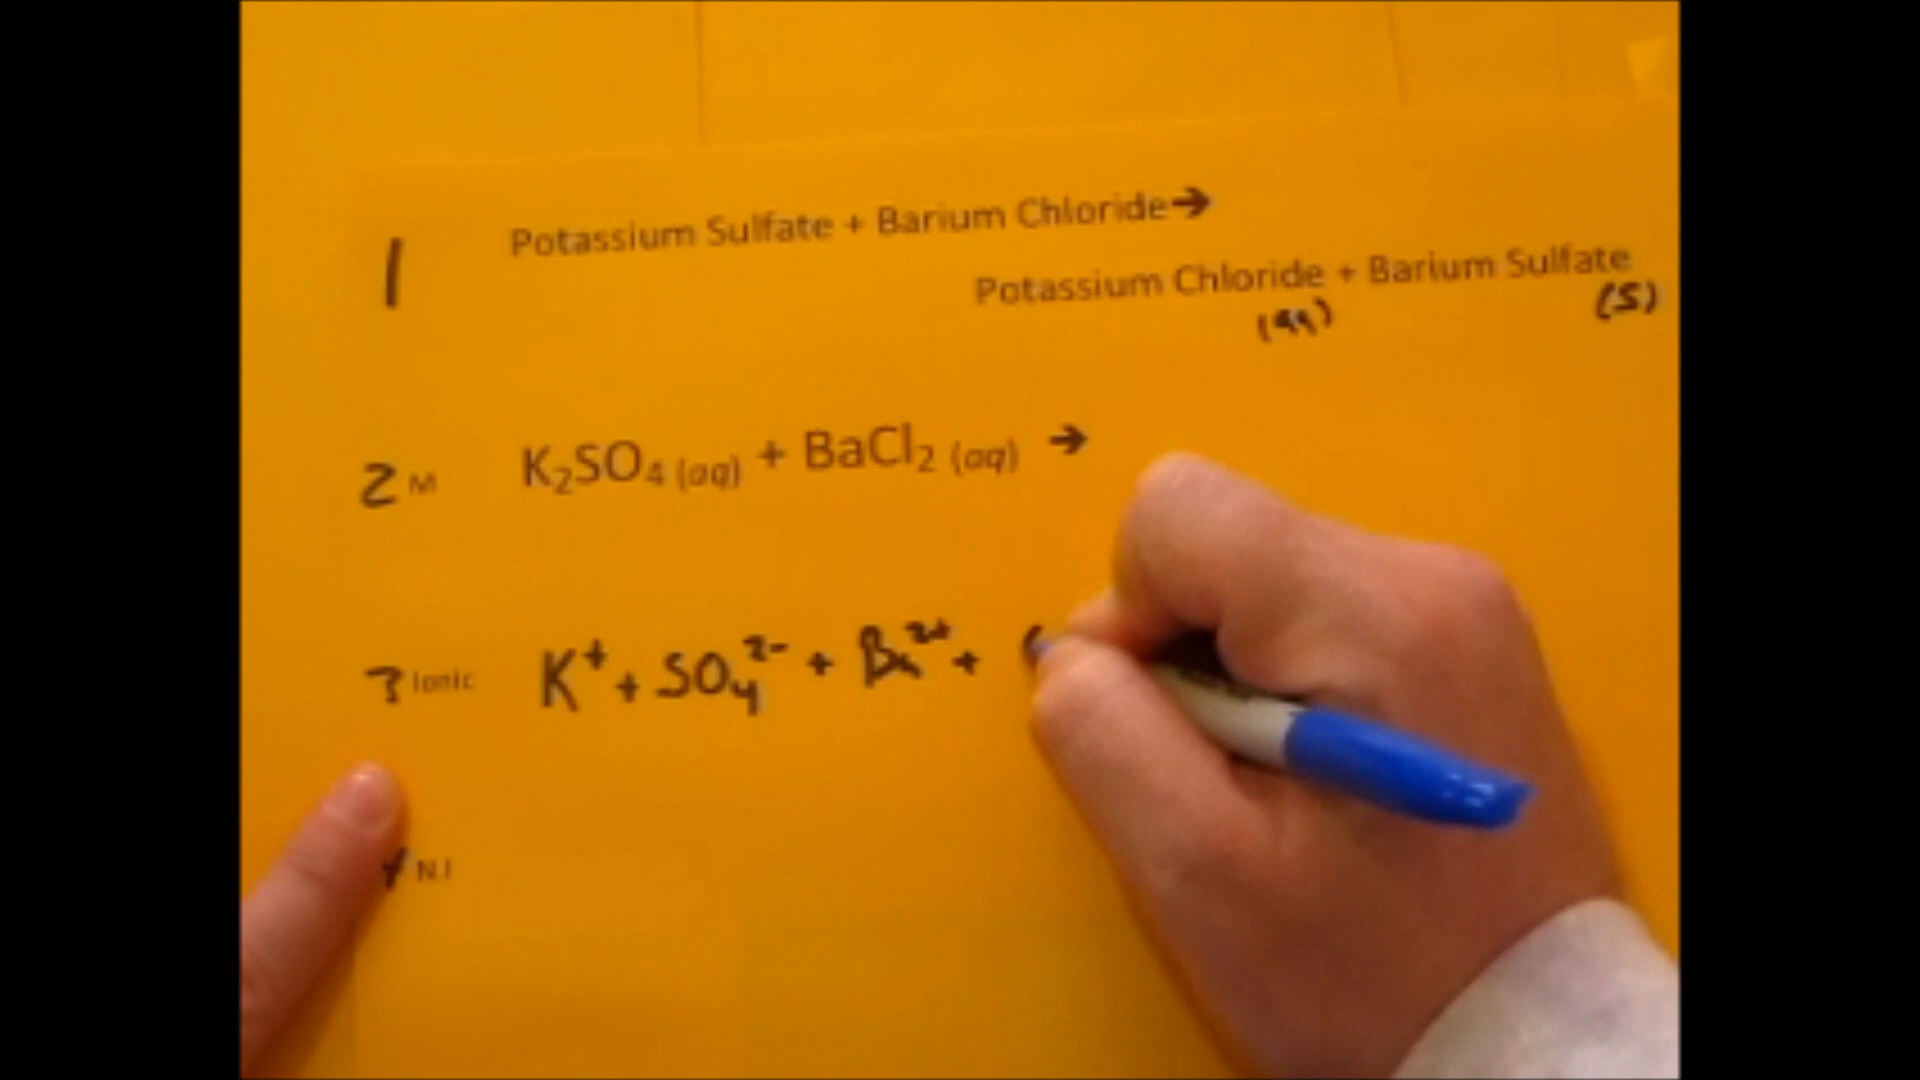 1 Potassium Sulfate + Barium Chloride→
Potassium Chloride + Barium Sulfate
(aq) (s)
2 M K₂SO₄ (aq) + BaCl₂ (aq) →
3 Ionic K⁺ + SO₄²⁻ + Ba²⁺ +
4 N.I